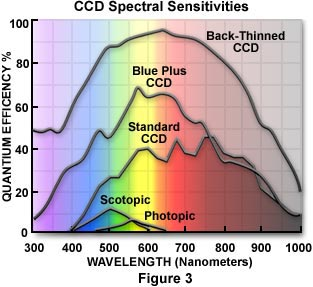 CCD Spectral Sensitivities
QUANTIUM EFFICENCY %
100
80
60
40
20
0
Back-Thinned
CCD
Blue Plus
CCD
Standard
CCD
Scotopic
Photopic
300 400 500 600 700 800 900 1000
WAVELENGTH (Nanometers)
Figure 3